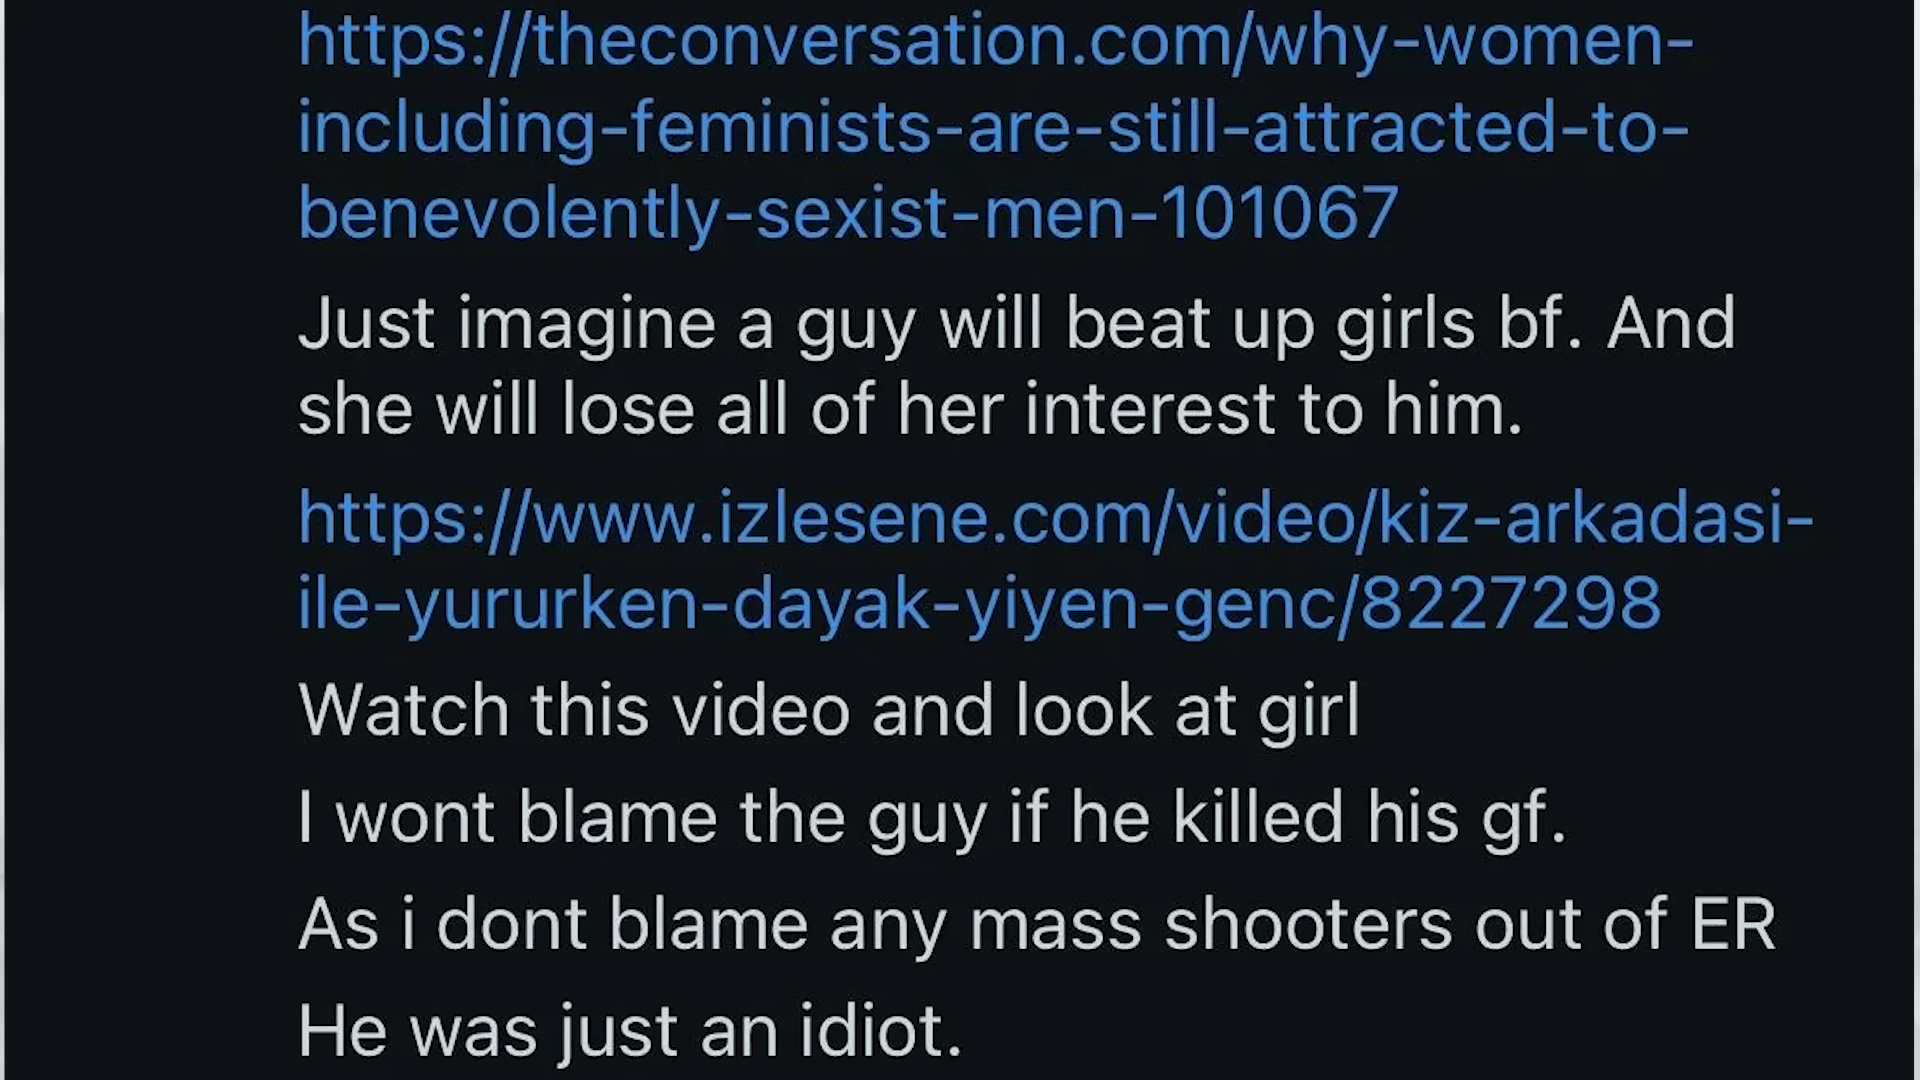 https://theconversation.com/why-women-
including-feminists-are-still-attracted-to-
benevolently-sexist-men-101067
Just imagine a guy will beat up girls bf. And
she will lose all of her interest to him.
https://www.izlesene.com/video/kiz-arkadasi-
ile-yururken-dayak-yiyen-genc/8227298
Watch this video and look at girl
I wont blame the guy if he killed his gf.
As i dont blame any mass shooters out of ER
He was just an idiot.